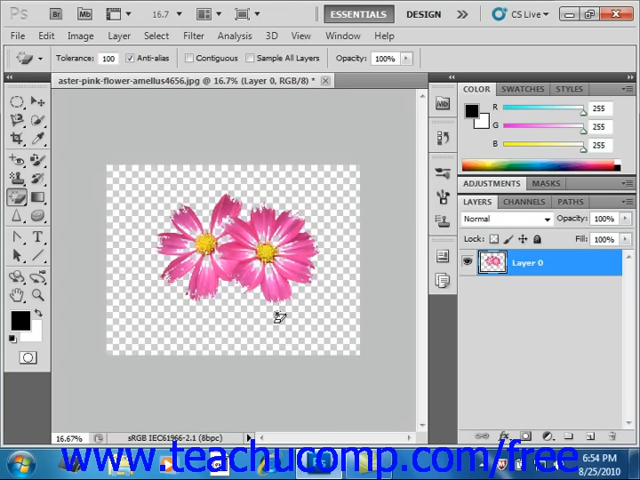 Ps Br Mb 16.7 ESSENTIALS DESIGN CS Live
File Edit Image Layer Select Filter Analysis 3D View Window Help
Tolerance: 100 Anti-alias Contiguous Sample All Layers Opacity: 100%
aster-pink-flower-amellus4656.jpg @ 16.7% (Layer 0, RGB/8) *
COLOR SWATCHES STYLES
R 255
G 255
B 255
ADJUSTMENTS MASKS
LAYERS CHANNELS PATHS
Normal Opacity: 100%
Lock: Fill: 100%
Layer 0
16.67% sRGB IEC61966-2.1 (8bpc)
www.teachucomp.com/free
6:54 PM
8/25/2010